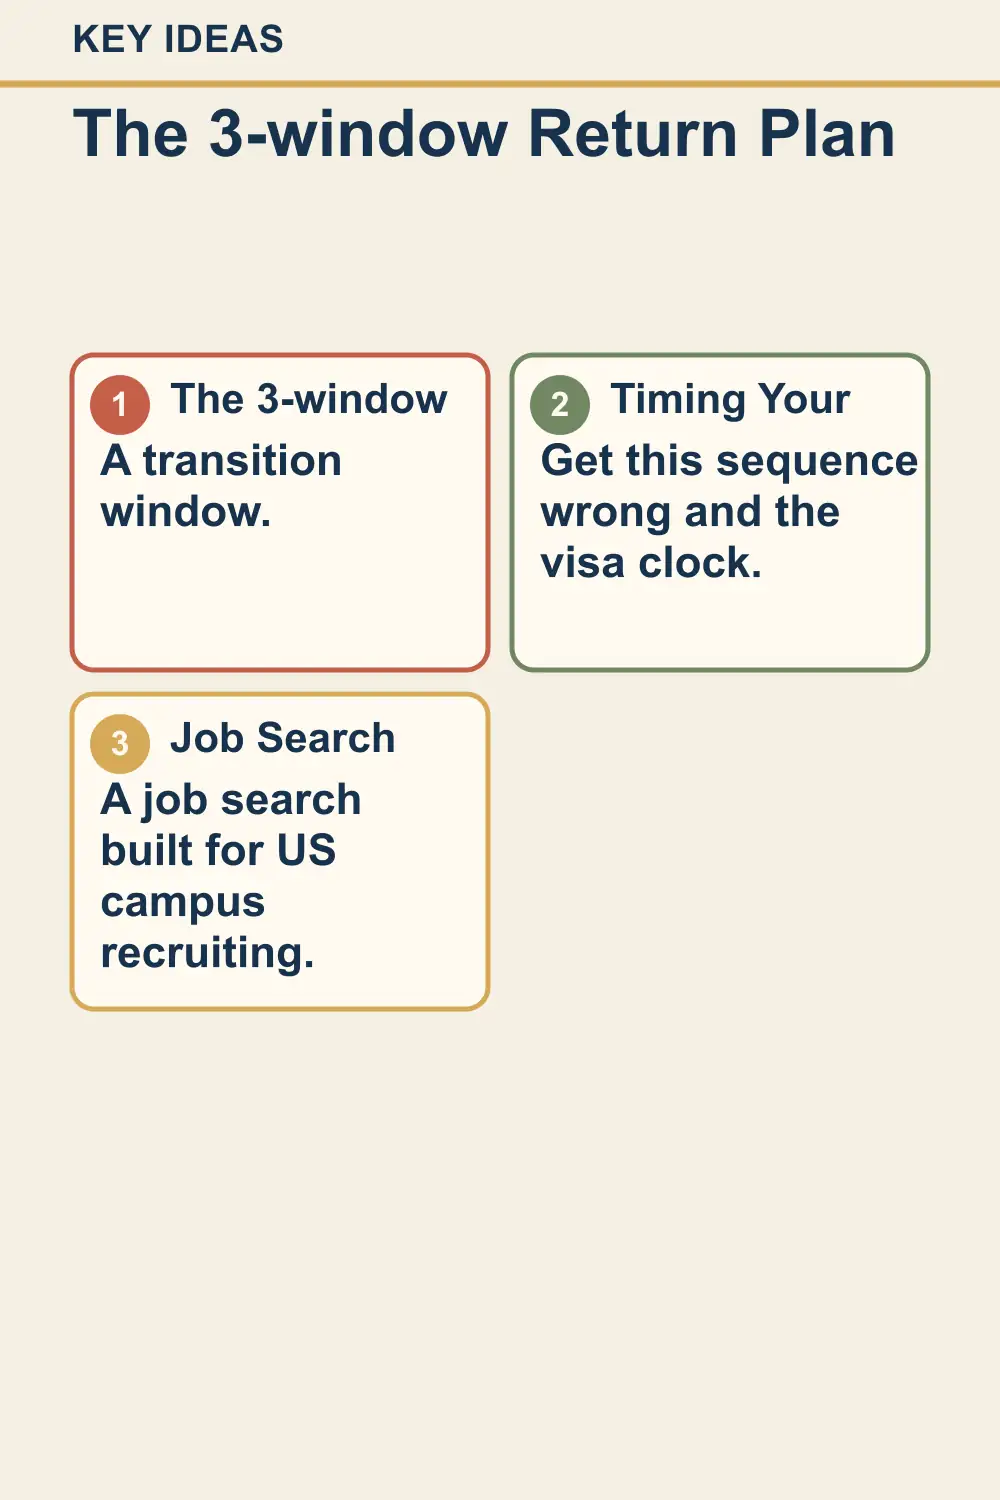 KEY IDEAS
The 3-window Return Plan
1 The 3-window
A transition
window.
2 Timing Your
Get this sequence
wrong and the
visa clock.
3 Job Search
A job search
built for US
campus
recruiting.